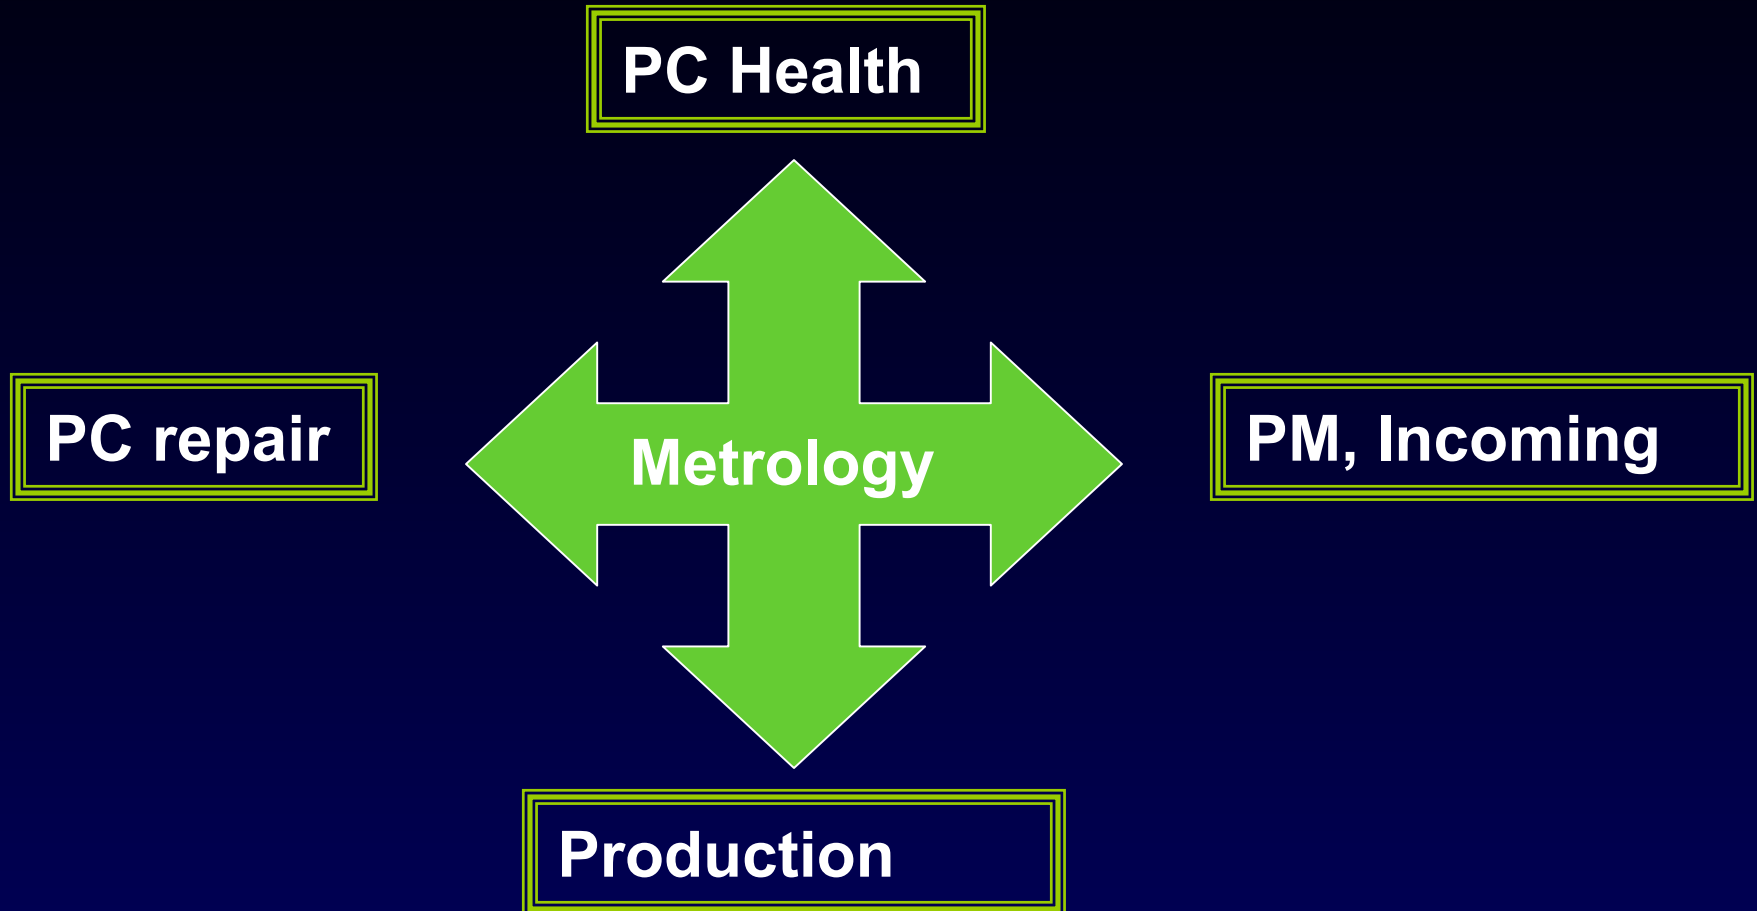 PC Health
PC repair
Metrology
PM, Incoming
Production